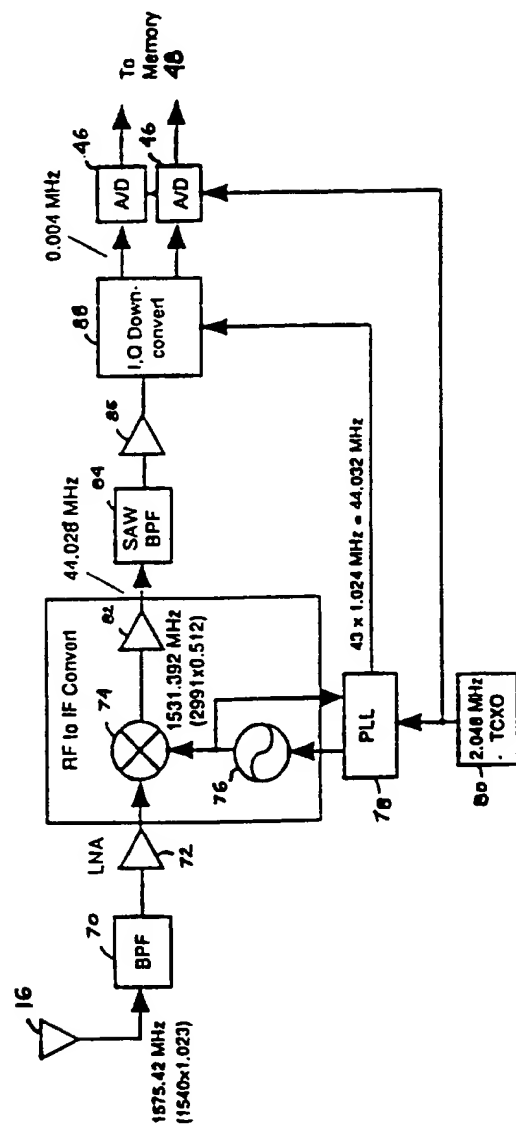 16
1575.42 MHz
(1540x1.023)
70
BPF
LNA
72
RF to IF Convert
74
76
82
1531.392 MHz
(2991x0.512)
44.028 MHz
84
SAW
BPF
86
88
I,Q Down-
convert
0.004 MHz
46
A/D
46
A/D
To
Memory
48
PLL
78
43 x 1.024 MHz = 44.032 MHz
2.048 MHz
TCXO
80